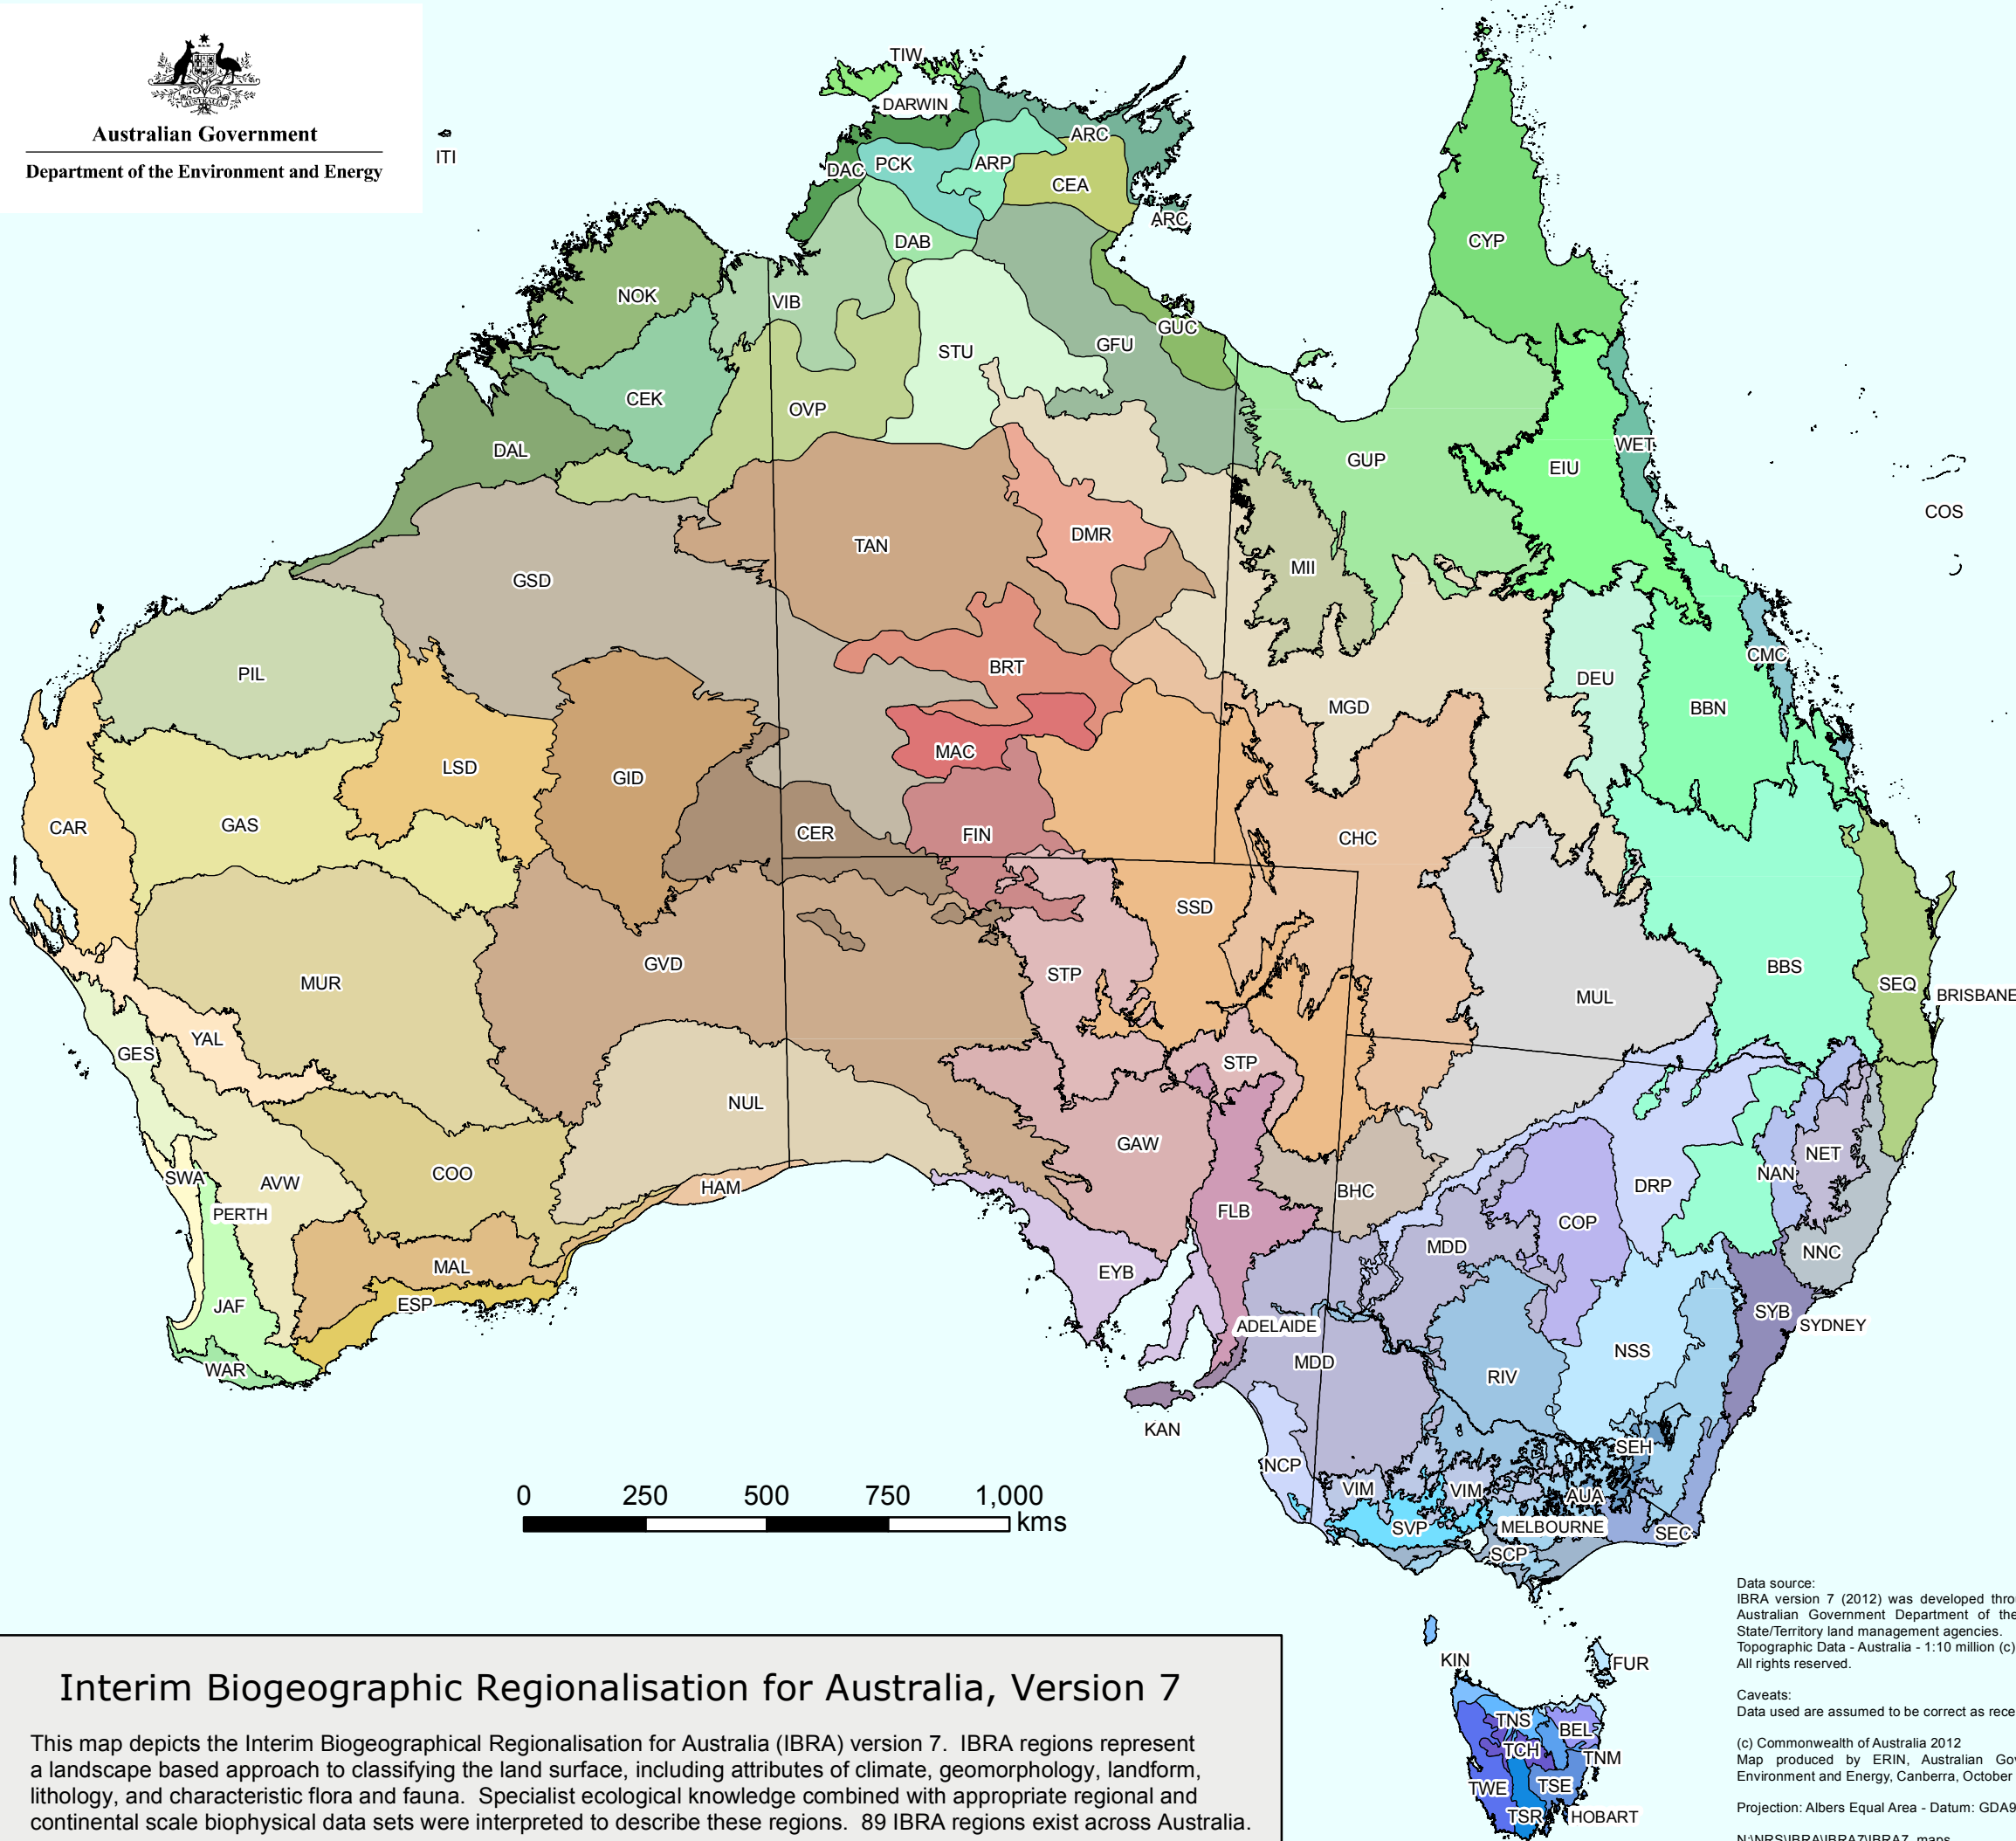 Australian Government
Department of the Environment and Energy
ITI
TIW
DARWIN
ARC
DAC
PCK
ARP
CEA
ARC
DAB
CYP
NOK
VIB
GUC
STU
GFU
CEK
OVP
DAL
GUP
WET
EIU
COS
TAN
DMR
MII
GSD
PIL
BRT
CMC
DEU
MGD
BBN
MAC
LSD
GID
CAR
GAS
CER
FIN
CHC
SSD
GVD
STP
BBS
MUR
SEQ
BRISBANE
MUL
YAL
GES
STP
NUL
GAW
NET
COO
NAN
SWA
AVW
HAM
BHC
DRP
PERTH
FLB
COP
MDD
NNC
MAL
EYB
ESP
JAF
SYB
ADELAIDE
SYDNEY
MDD
NSS
WAR
RIV
KAN
SEH
NCP
VIM
VIM
AUA
SVP
MELBOURNE
SEC
SCP
0 250 500 750 1,000
kms
KIN
FUR
TNS
BEL
TCH
TNM
TWE
TSE
TSR
HOBART
Interim Biogeographic Regionalisation for Australia, Version 7
This map depicts the Interim Biogeographical Regionalisation for Australia (IBRA) version 7. IBRA regions represent
a landscape based approach to classifying the land surface, including attributes of climate, geomorphology, landform,
lithology, and characteristic flora and fauna. Specialist ecological knowledge combined with appropriate regional and
continental scale biophysical data sets were interpreted to describe these regions. 89 IBRA regions exist across Australia.
Data source:
IBRA version 7 (2012) was developed
Australian Government Department of the
State/Territory land management agencies.
Topographic Data - Australia - 1:10 million (c)
All rights reserved.
Caveats:
Data used are assumed to be correct as
(c) Commonwealth of Australia 2012
Map produced by ERIN, Australian
Environment and Energy, Canberra, October
Projection: Albers Equal Area - Datum: